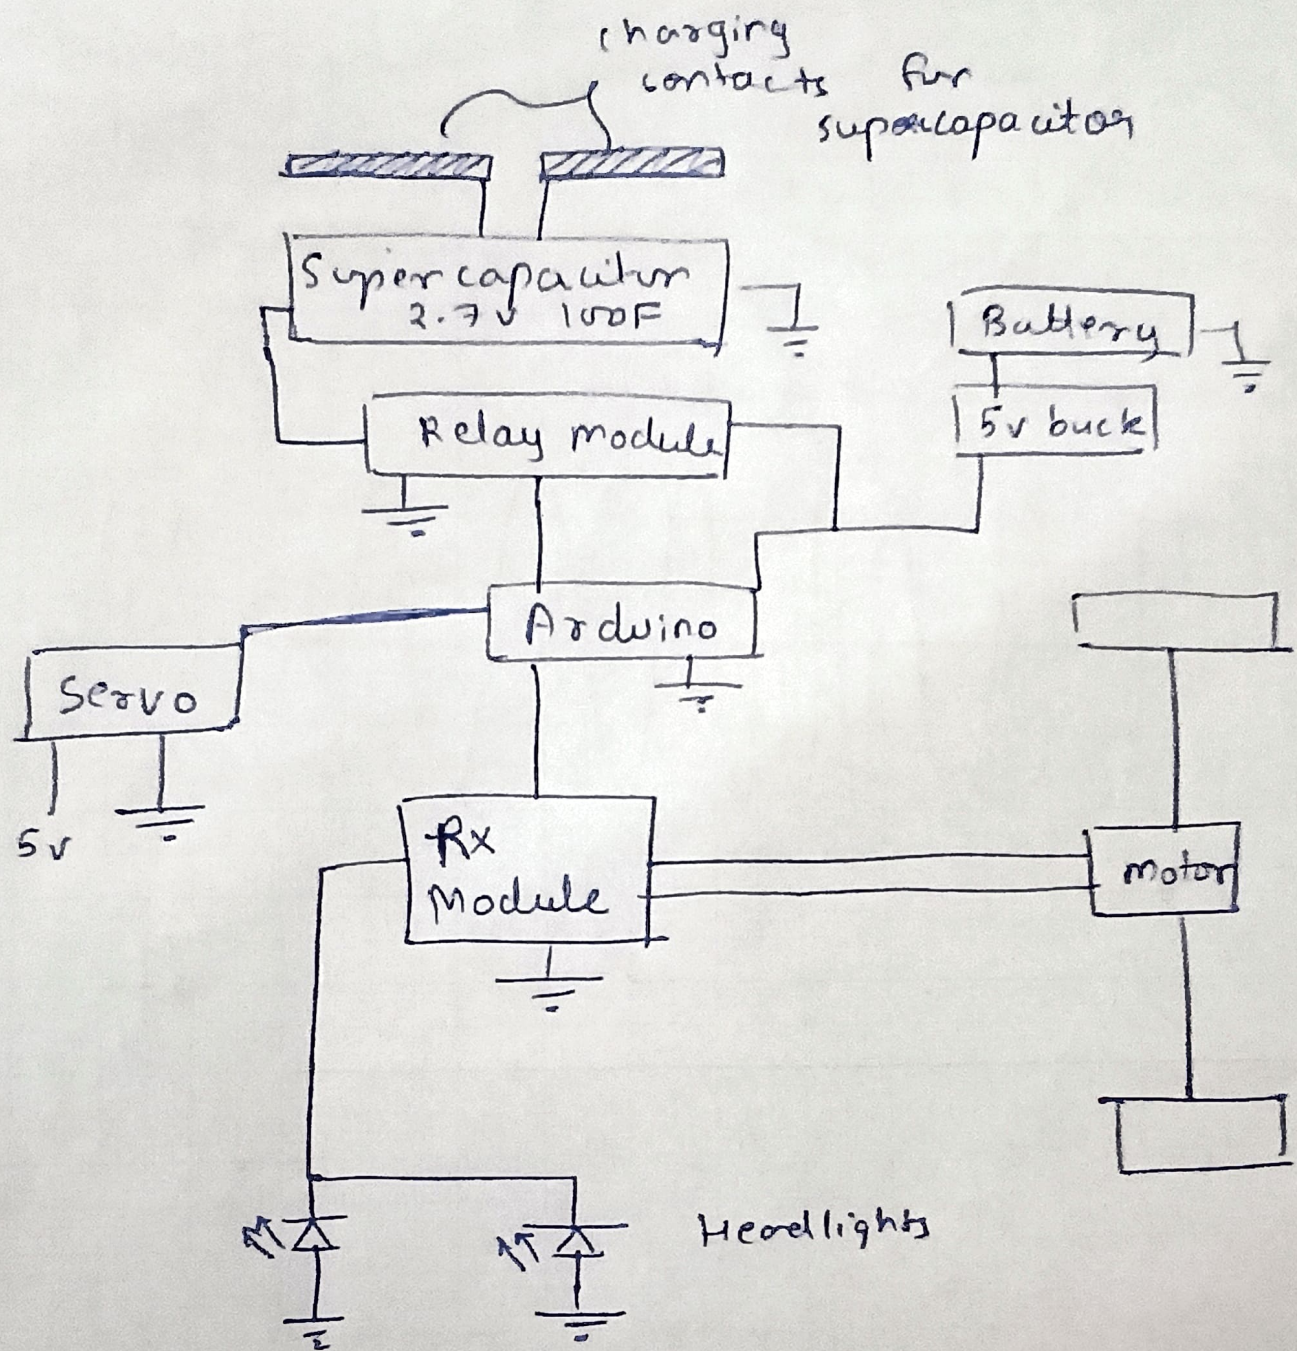 charging
contacts for
supercapacitor
Supercapacitor
2.7v 100F
Battery
5v buck
Relay module
Arduino
Servo
5v
Rx
Module
motor
Headlights